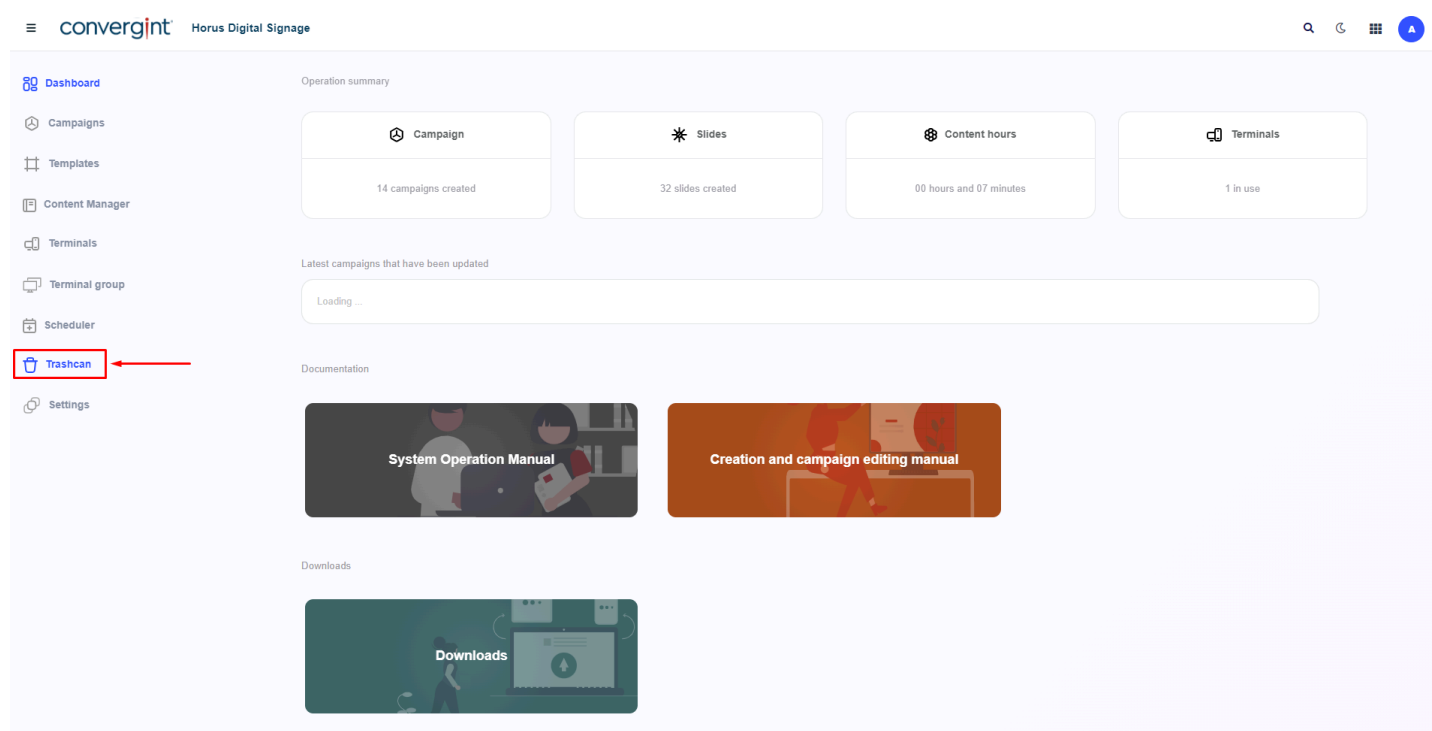 convergint Horus Digital Signage
A
Dashboard
Campaigns
Templates
Content Manager
Terminals
Terminal group
Scheduler
Trashcan
Settings
Operation summary
Campaign
14 campaigns created
Slides
32 slides created
Content hours
00 hours and 07 minutes
Terminals
1 in use
Latest campaigns that have been updated
Loading ...
Documentation
System Operation Manual
Creation and campaign editing manual
Downloads
Downloads